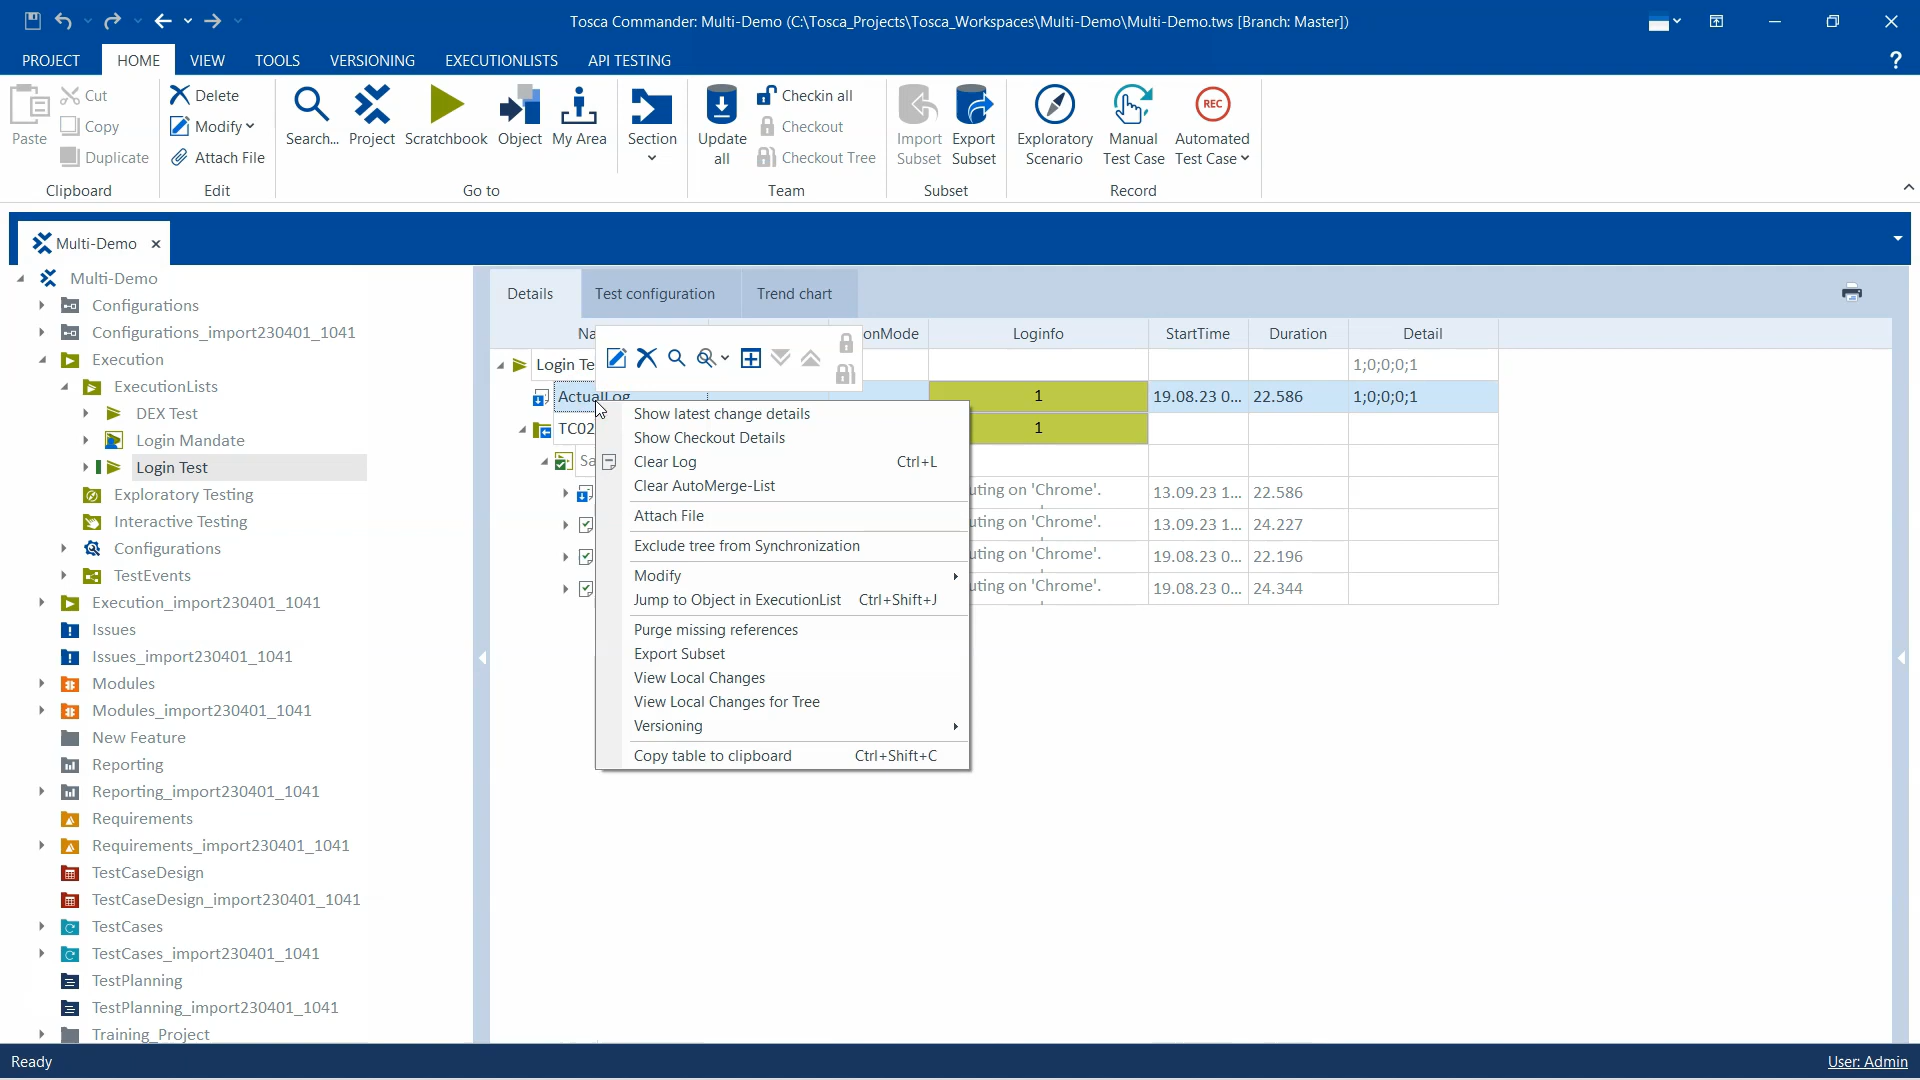 Tosca Commander: Multi-Demo (C:\Tosca_Projects\Tosca_Workspaces\Multi-Demo\Multi-Demo.tws [Branch: Master])
PROJECT HOME VIEW TOOLS VERSIONING EXECUTIONLISTS API TESTING ?
Paste Cut Copy Duplicate
Clipboard
Delete Modify Attach File
Edit
Search... Project Scratchbook Object My Area Section
Go to
Update all Checkin all Checkout Checkout Tree
Team
Import Subset Export Subset
Subset
Exploratory Scenario Manual Test Case REC Automated Test Case
Record
Multi-Demo ×
Multi-Demo
Configurations
Configurations_import230401_1041
Execution
ExecutionLists
DEX Test
Login Mandate
Login Test
Exploratory Testing
Interactive Testing
Configurations
TestEvents
Execution_import230401_1041
Issues
Issues_import230401_1041
Modules
Modules_import230401_1041
New Feature
Reporting
Reporting_import230401_1041
Requirements
Requirements_import230401_1041
TestCaseDesign
TestCaseDesign_import230401_1041
TestCases
TestCases_import230401_1041
TestPlanning
TestPlanning_import230401_1041
Training_Project
Details Test configuration Trend chart
Na onMode Loginfo StartTime Duration Detail
Login Te 1;0;0;0;1
ActualLog 1 19.08.23 0... 22.586 1;0;0;0;1
TC02 1
Sa
uting on 'Chrome'. 13.09.23 1... 22.586
uting on 'Chrome'. 13.09.23 1... 24.227
uting on 'Chrome'. 19.08.23 0... 22.196
uting on 'Chrome'. 19.08.23 0... 24.344
Show latest change details
Show Checkout Details
Clear Log Ctrl+L
Clear AutoMerge-List
Attach File
Exclude tree from Synchronization
Modify
Jump to Object in ExecutionList Ctrl+Shift+J
Purge missing references
Export Subset
View Local Changes
View Local Changes for Tree
Versioning
Copy table to clipboard Ctrl+Shift+C
Ready
User: Admin